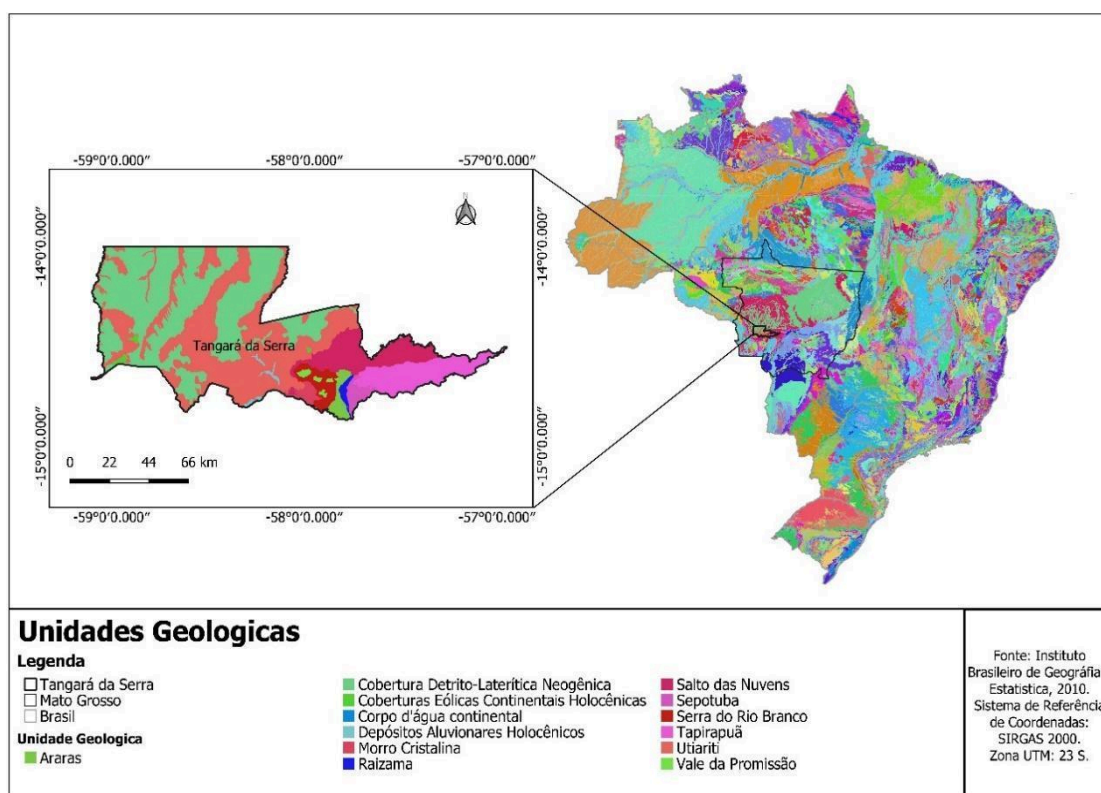 -59°0'0.000″ -58°0'0.000″ -57°0'0.000″
-14°0'0.000″ -14°0'0.000″
N
Tangará da Serra
-15°0'0.000″ -15°0'0.000″
0 22 44 66 km
-59°0'0.000″ -58°0'0.000″ -57°0'0.000″
Unidades Geologicas
Legenda
Tangará da Serra
Mato Grosso
Brasil
Unidade Geologica
Araras
Cobertura Detrito-Laterítica Neogênica
Coberturas Eólicas Continentais Holocênicas
Corpo d'água continental
Depósitos Aluvionares Holocênicos
Morro Cristalina
Raizama
Salto das Nuvens
Sepotuba
Serra do Rio Branco
Tapirapuã
Utiariti
Vale da Promissão
Fonte: Instituto
Brasileiro de Geográfia
Estatistica, 2010.
Sistema de Referência
de Coordenadas:
SIRGAS 2000.
Zona UTM: 23 S.